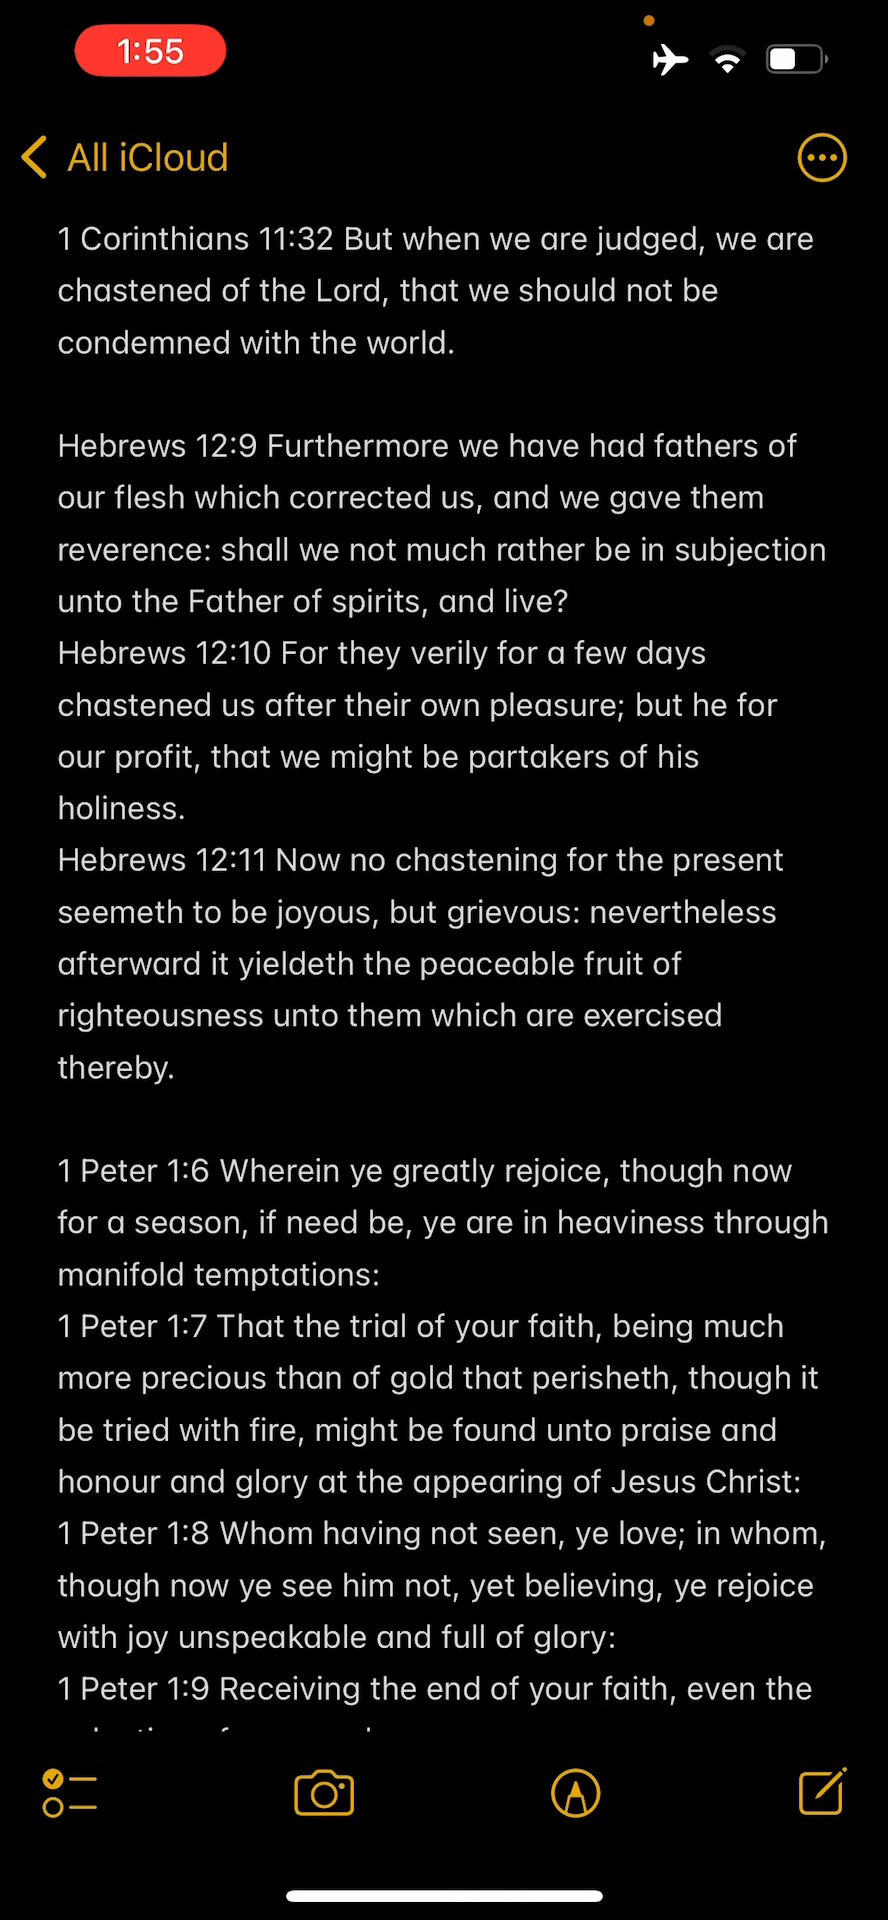 1:55
All iCloud
1 Corinthians 11:32 But when we are judged, we are
chastened of the Lord, that we should not be
condemned with the world.
Hebrews 12:9 Furthermore we have had fathers of
our flesh which corrected us, and we gave them
reverence: shall we not much rather be in subjection
unto the Father of spirits, and live?
Hebrews 12:10 For they verily for a few days
chastened us after their own pleasure; but he for
our profit, that we might be partakers of his
holiness.
Hebrews 12:11 Now no chastening for the present
seemeth to be joyous, but grievous: nevertheless
afterward it yieldeth the peaceable fruit of
righteousness unto them which are exercised
thereby.
1 Peter 1:6 Wherein ye greatly rejoice, though now
for a season, if need be, ye are in heaviness through
manifold temptations:
1 Peter 1:7 That the trial of your faith, being much
more precious than of gold that perisheth, though it
be tried with fire, might be found unto praise and
honour and glory at the appearing of Jesus Christ:
1 Peter 1:8 Whom having not seen, ye love; in whom,
though now ye see him not, yet believing, ye rejoice
with joy unspeakable and full of glory:
1 Peter 1:9 Receiving the end of your faith, even the